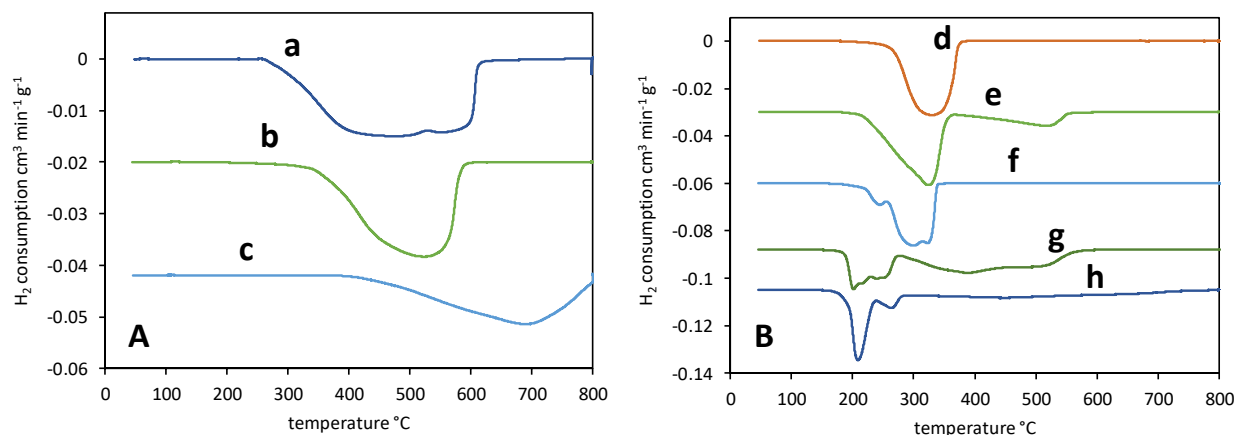 a
b
c
A
0
-0.01
-0.02
-0.03
-0.04
-0.05
-0.06
H2 consumption cm³ min⁻¹ g⁻¹
0 100 200 300 400 500 600 700 800
temperature °C
d
e
f
g
h
B
0
-0.02
-0.04
-0.06
-0.08
-0.1
-0.12
-0.14
H₂ consumption cm³ min⁻¹ g⁻¹
0 100 200 300 400 500 600 700 800
temperature °C